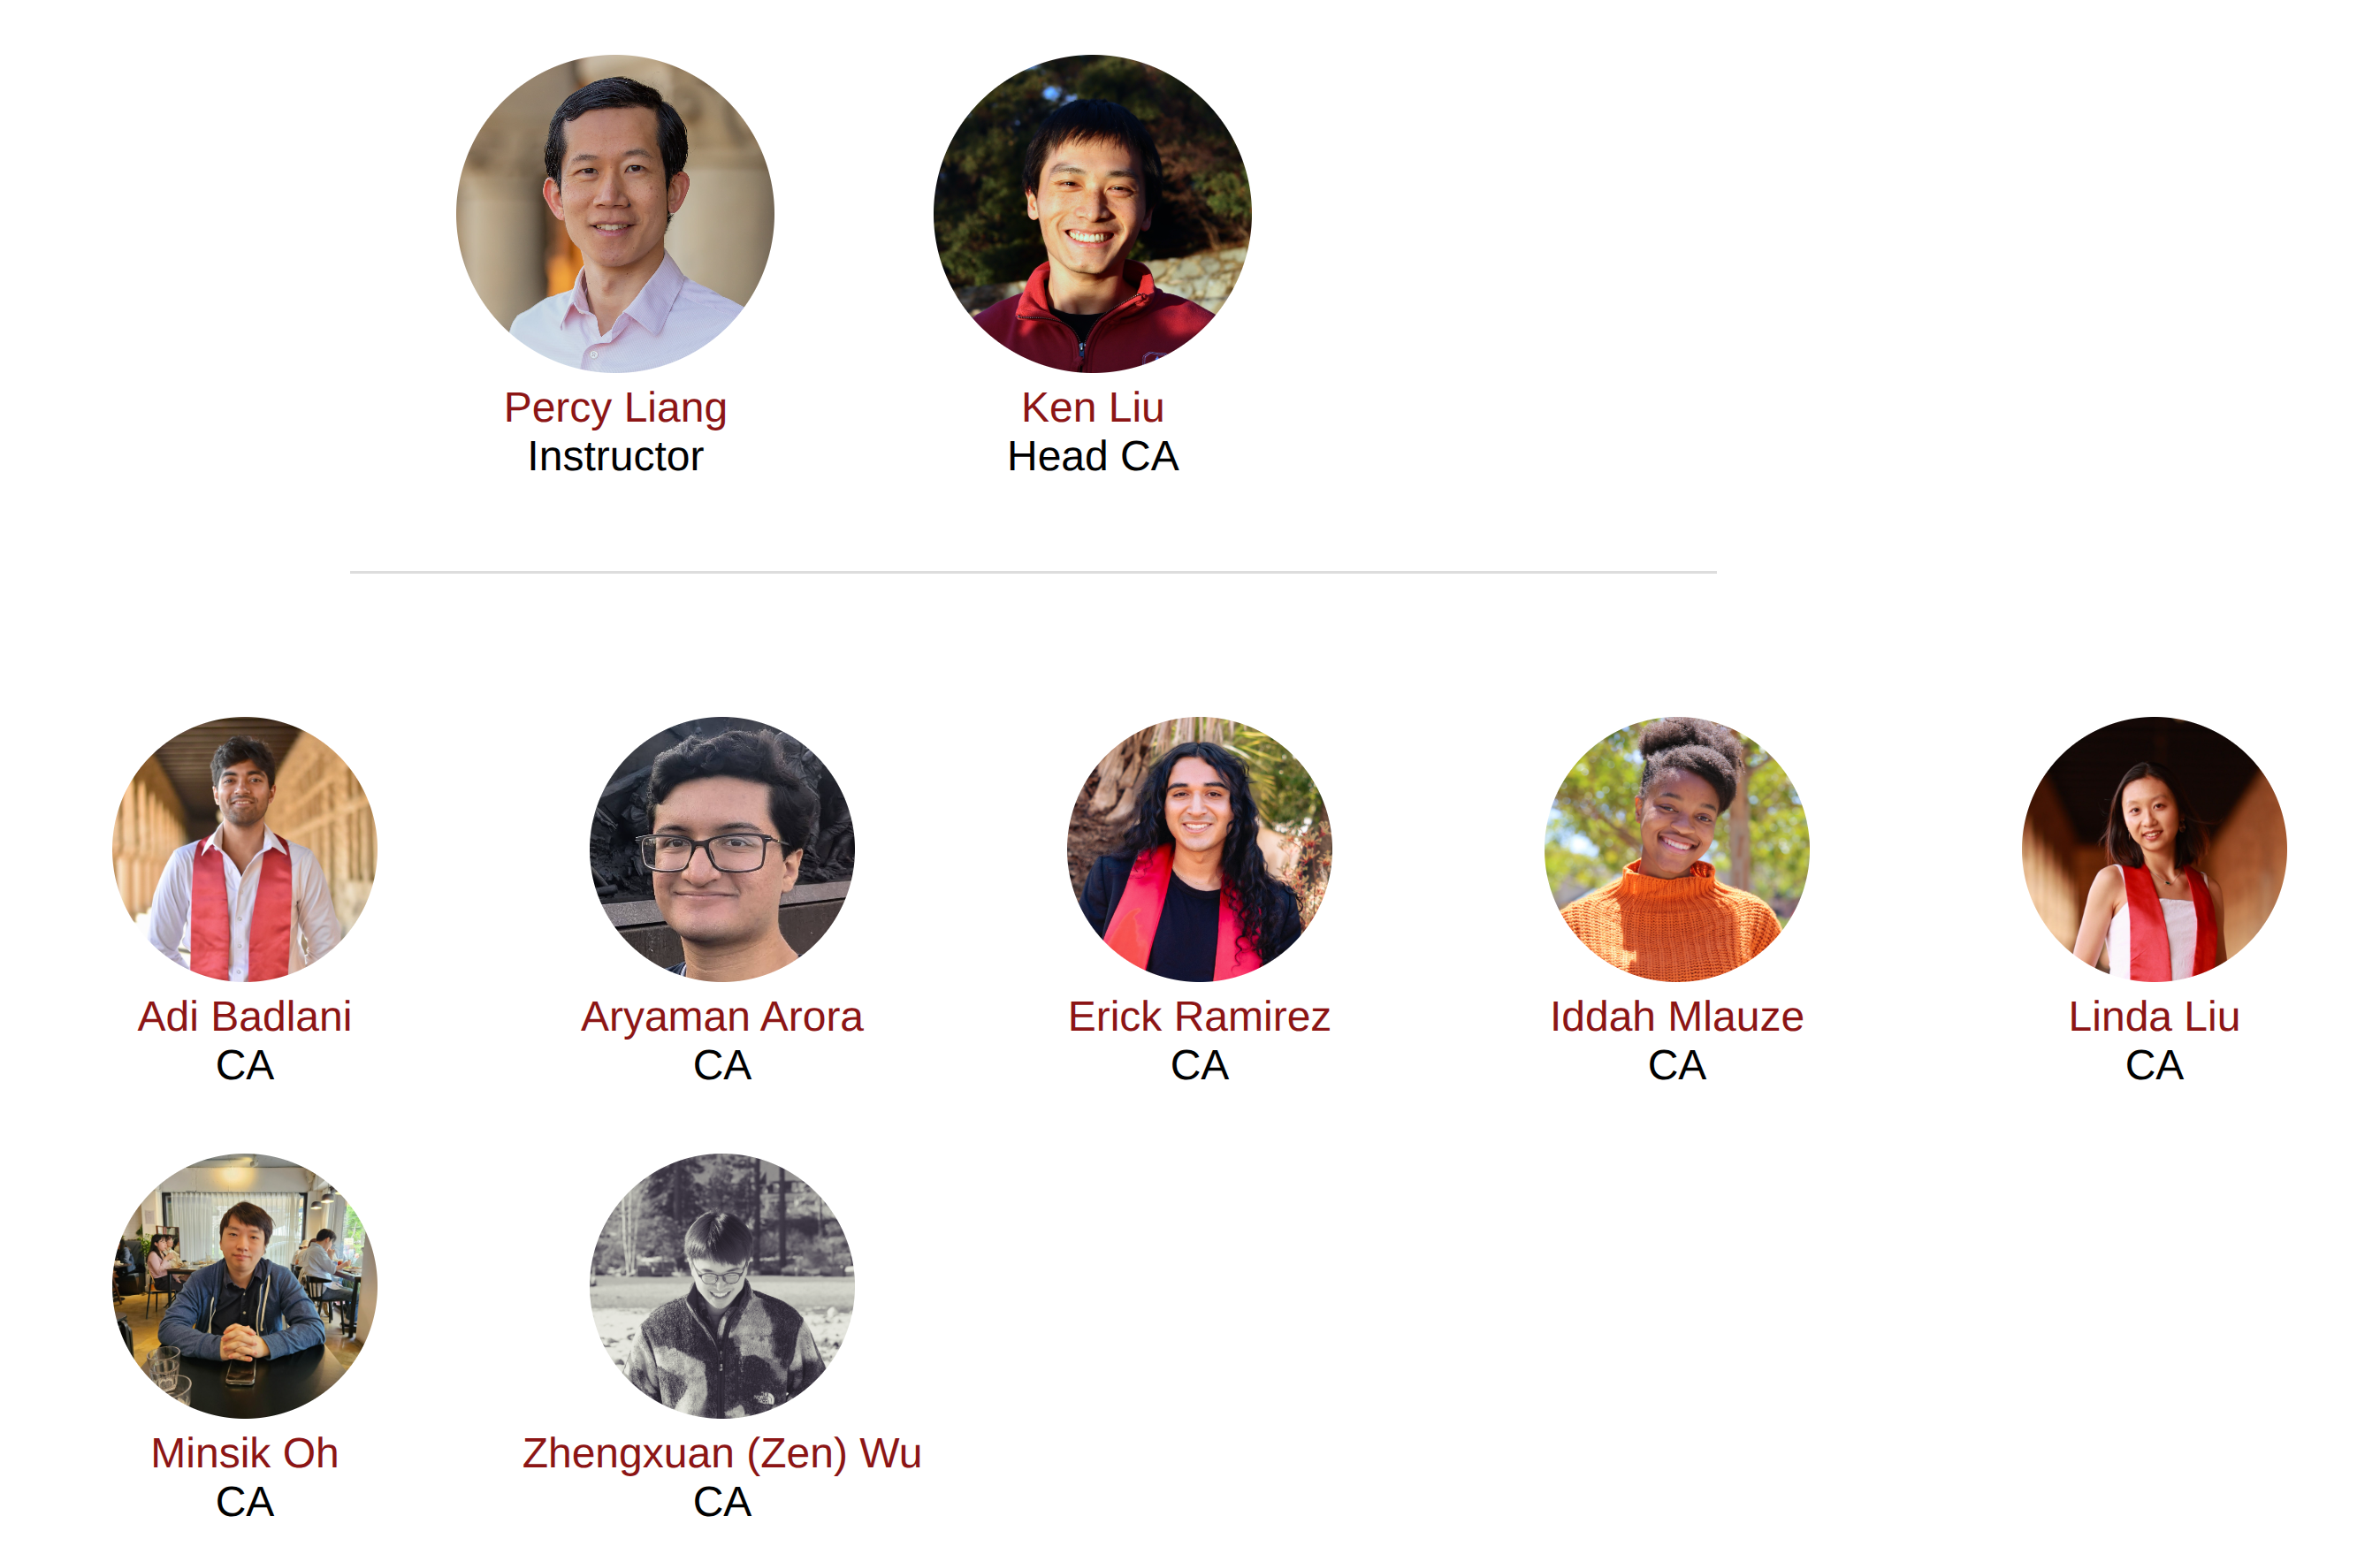 Percy Liang
Instructor
Ken Liu
Head CA
Adi Badlani
CA
Aryaman Arora
CA
Erick Ramirez
CA
Iddah Mlauze
CA
Linda Liu
CA
Minsik Oh
CA
Zhengxuan (Zen) Wu
CA